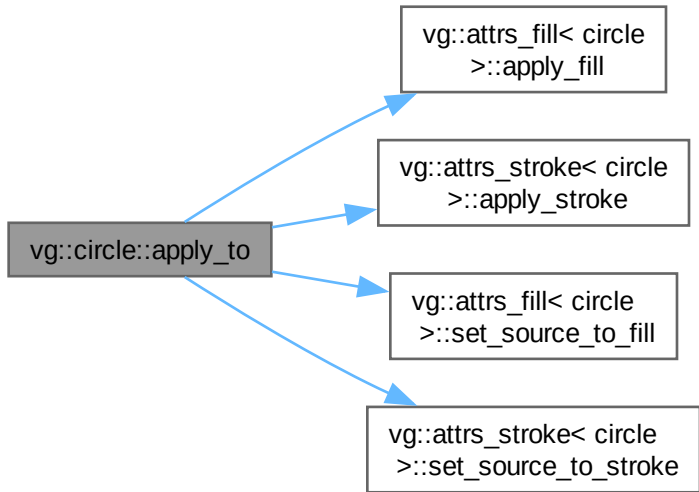 vg::attrs_fill< circle
>::apply_fill
vg::attrs_stroke< circle
>::apply_stroke
vg::circle::apply_to
vg::attrs_fill< circle
>::set_source_to_fill
vg::attrs_stroke< circle
>::set_source_to_stroke